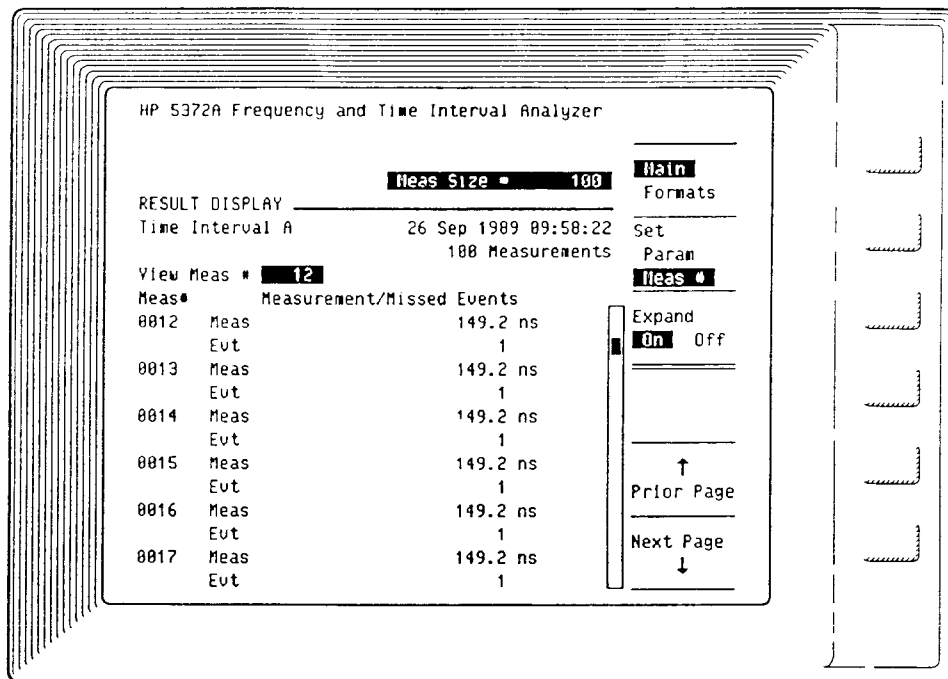 HP 5372A Frequency and Time Interval Analyzer
Meas Size = 100
RESULT DISPLAY
Time Interval A 26 Sep 1989 09:58:22
100 Measurements
View Meas # 12
Meas# Measurement/Missed Events
0012 Meas 149.2 ns
Evt 1
0013 Meas 149.2 ns
Evt 1
0014 Meas 149.2 ns
Evt 1
0015 Meas 149.2 ns
Evt 1
0016 Meas 149.2 ns
Evt 1
0017 Meas 149.2 ns
Evt 1
Main
Formats
Set
Param
Meas #
Expand
On Off
↑
Prior Page
Next Page
↓